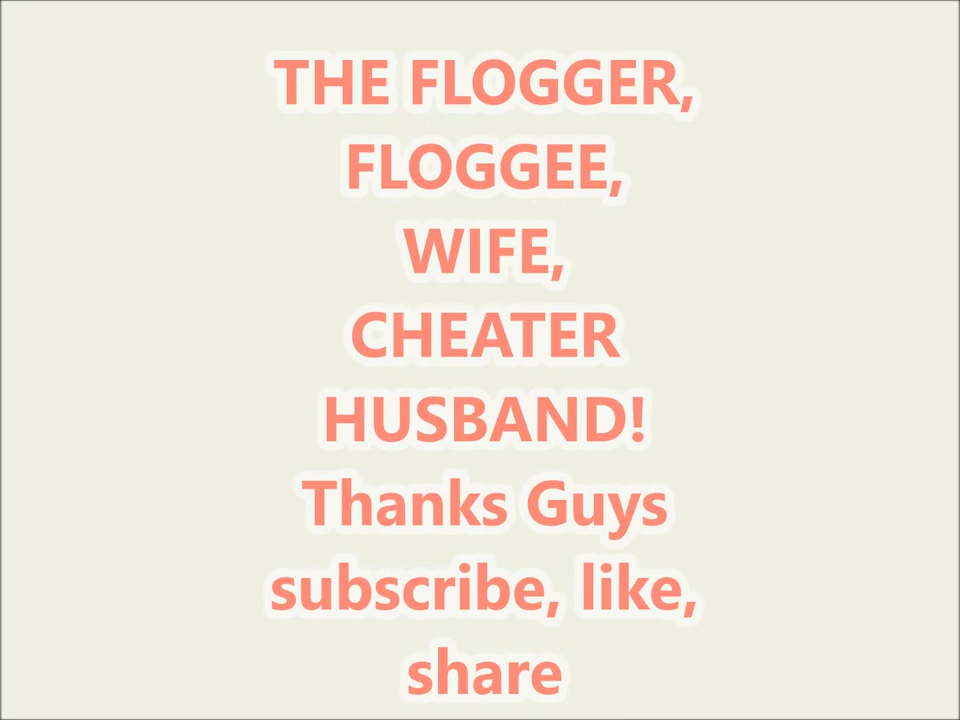 THE FLOGGER,
FLOGGEE,
WIFE,
CHEATER
HUSBAND!
Thanks Guys
subscribe, like,
share